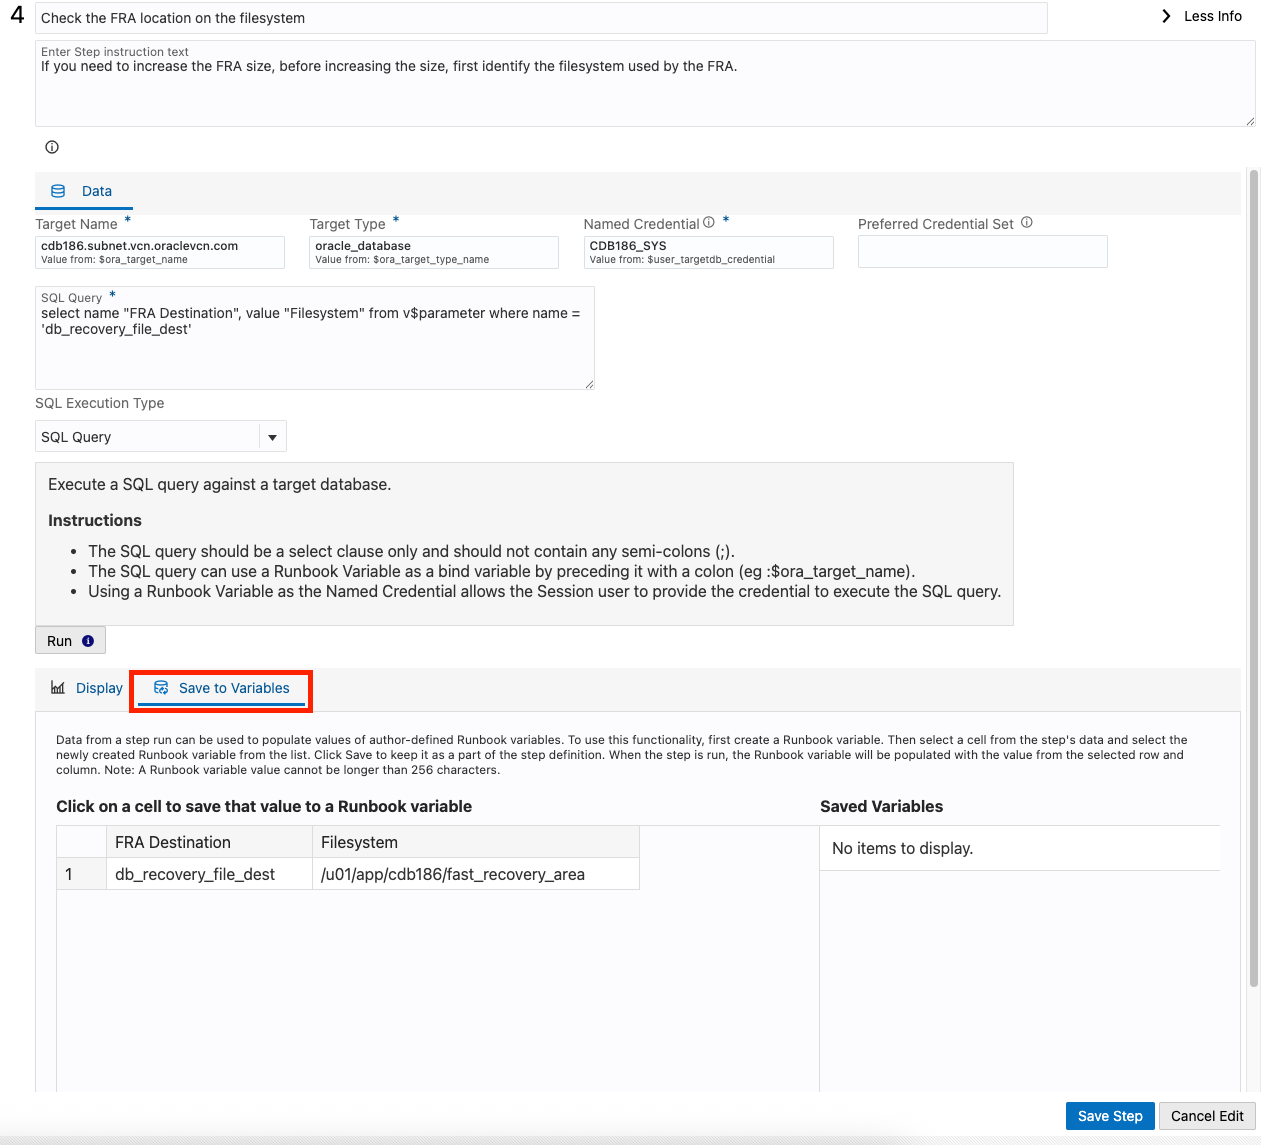 4
Check the FRA location on the filesystem
Less Info
Enter Step instruction text
If you need to increase the FRA size, before increasing the size, first identify the filesystem used by the FRA.
Data
Target Name *
Target Type *
Named Credential *
Preferred Credential Set
cdb186.subnet.vcn.oraclevcn.com
Value from: $ora_target_name
oracle_database
Value from: $ora_target_type_name
CDB186_SYS
Value from: $user_targetdb_credential
SQL Query *
select name "FRA Destination", value "Filesystem" from v$parameter where name =
'db_recovery_file_dest'
SQL Execution Type
SQL Query
Execute a SQL query against a target database.
Instructions
• The SQL query should be a select clause only and should not contain any semi-colons (;).
• The SQL query can use a Runbook Variable as a bind variable by preceding it with a colon (eg :$ora_target_name).
• Using a Runbook Variable as the Named Credential allows the Session user to provide the credential to execute the SQL query.
Run
Display
Save to Variables
Data from a step run can be used to populate values of author-defined Runbook variables. To use this functionality, first create a Runbook variable. Then select a cell from the step's data and select the
newly created Runbook variable from the list. Click Save to keep it as a part of the step definition. When the step is run, the Runbook variable will be populated with the value from the selected row and
column. Note: A Runbook variable value cannot be longer than 256 characters.
Click on a cell to save that value to a Runbook variable
Saved Variables
FRA Destination Filesystem
1 db_recovery_file_dest /u01/app/cdb186/fast_recovery_area
No items to display.
Save Step
Cancel Edit